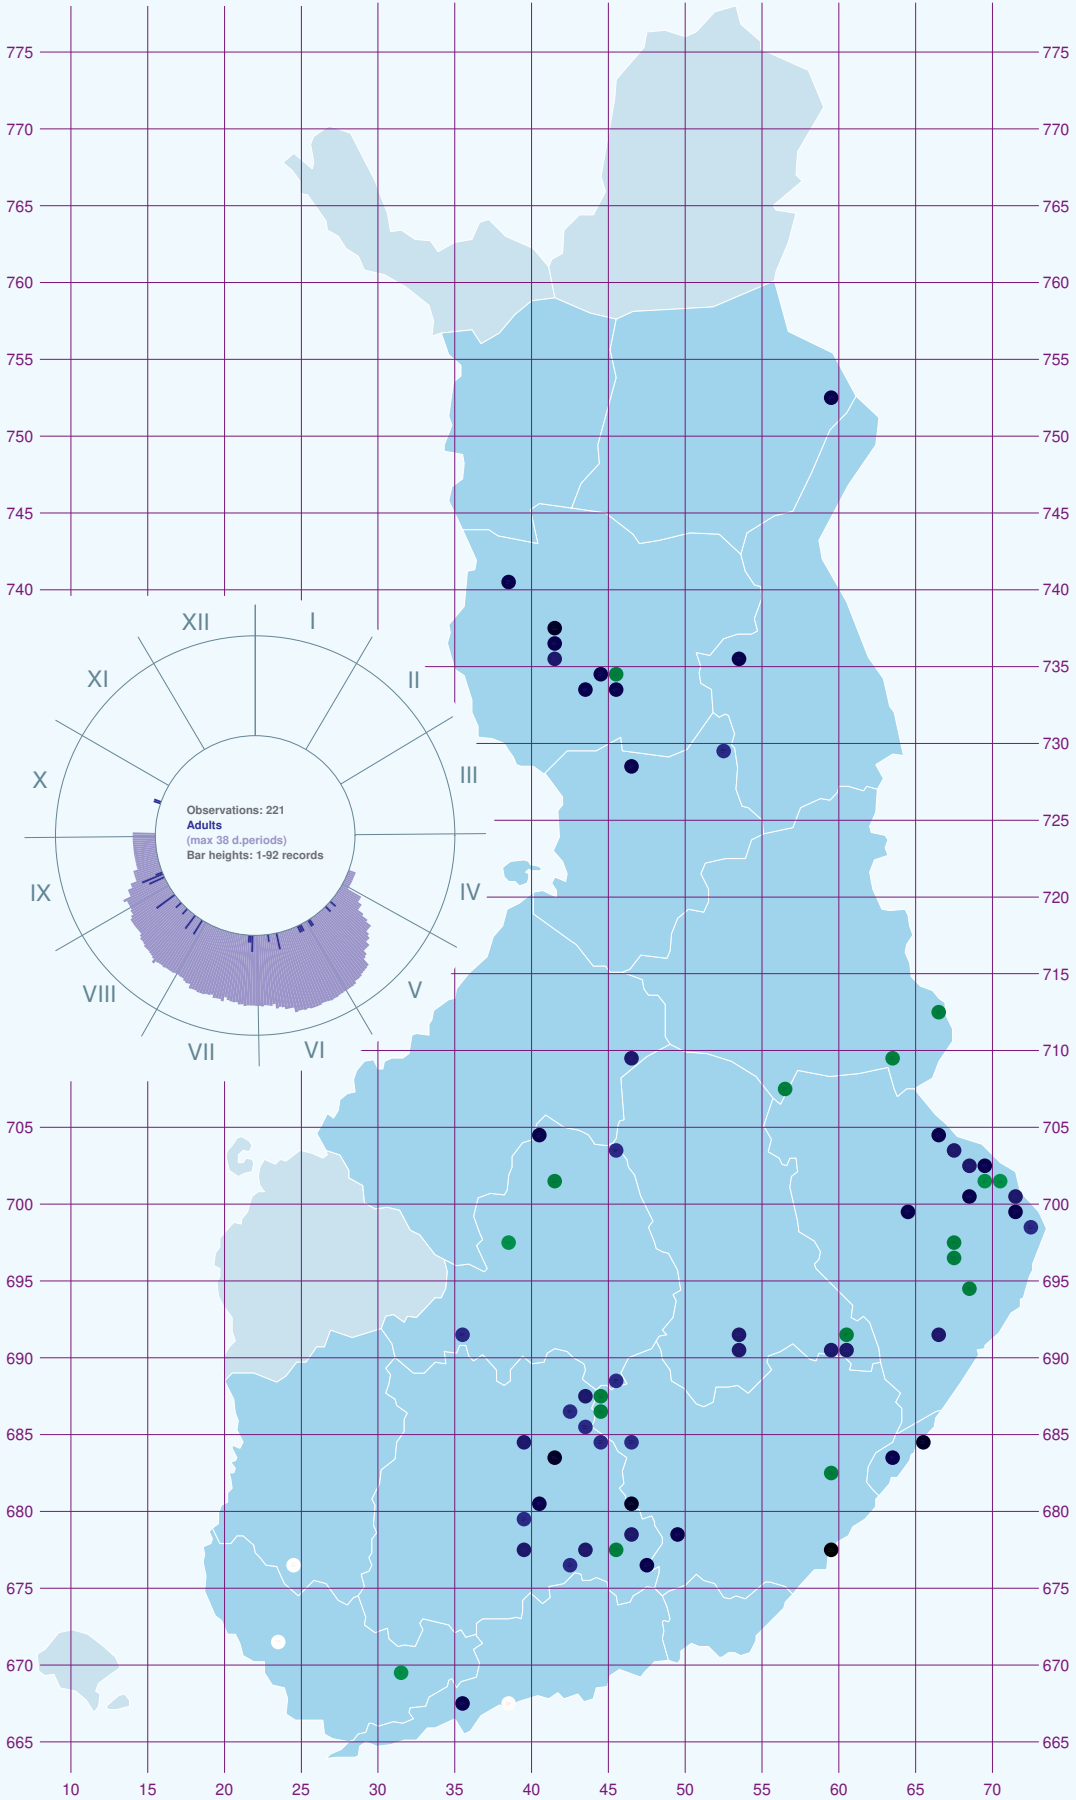 775 775
770 770
765 765
760 760
755 755
750 750
745 745
740 740
XII I
735
XI II
730
X III
Observations: 221
Adults
(max 38 d.periods)
Bar heights: 1-92 records
725
IX IV
720
VIII V
715
VII VI
710
705 705
700 700
695 695
690 690
685 685
680 680
675 675
670 670
665 665
10 15 20 25 30 35 40 45 50 55 60 65 70